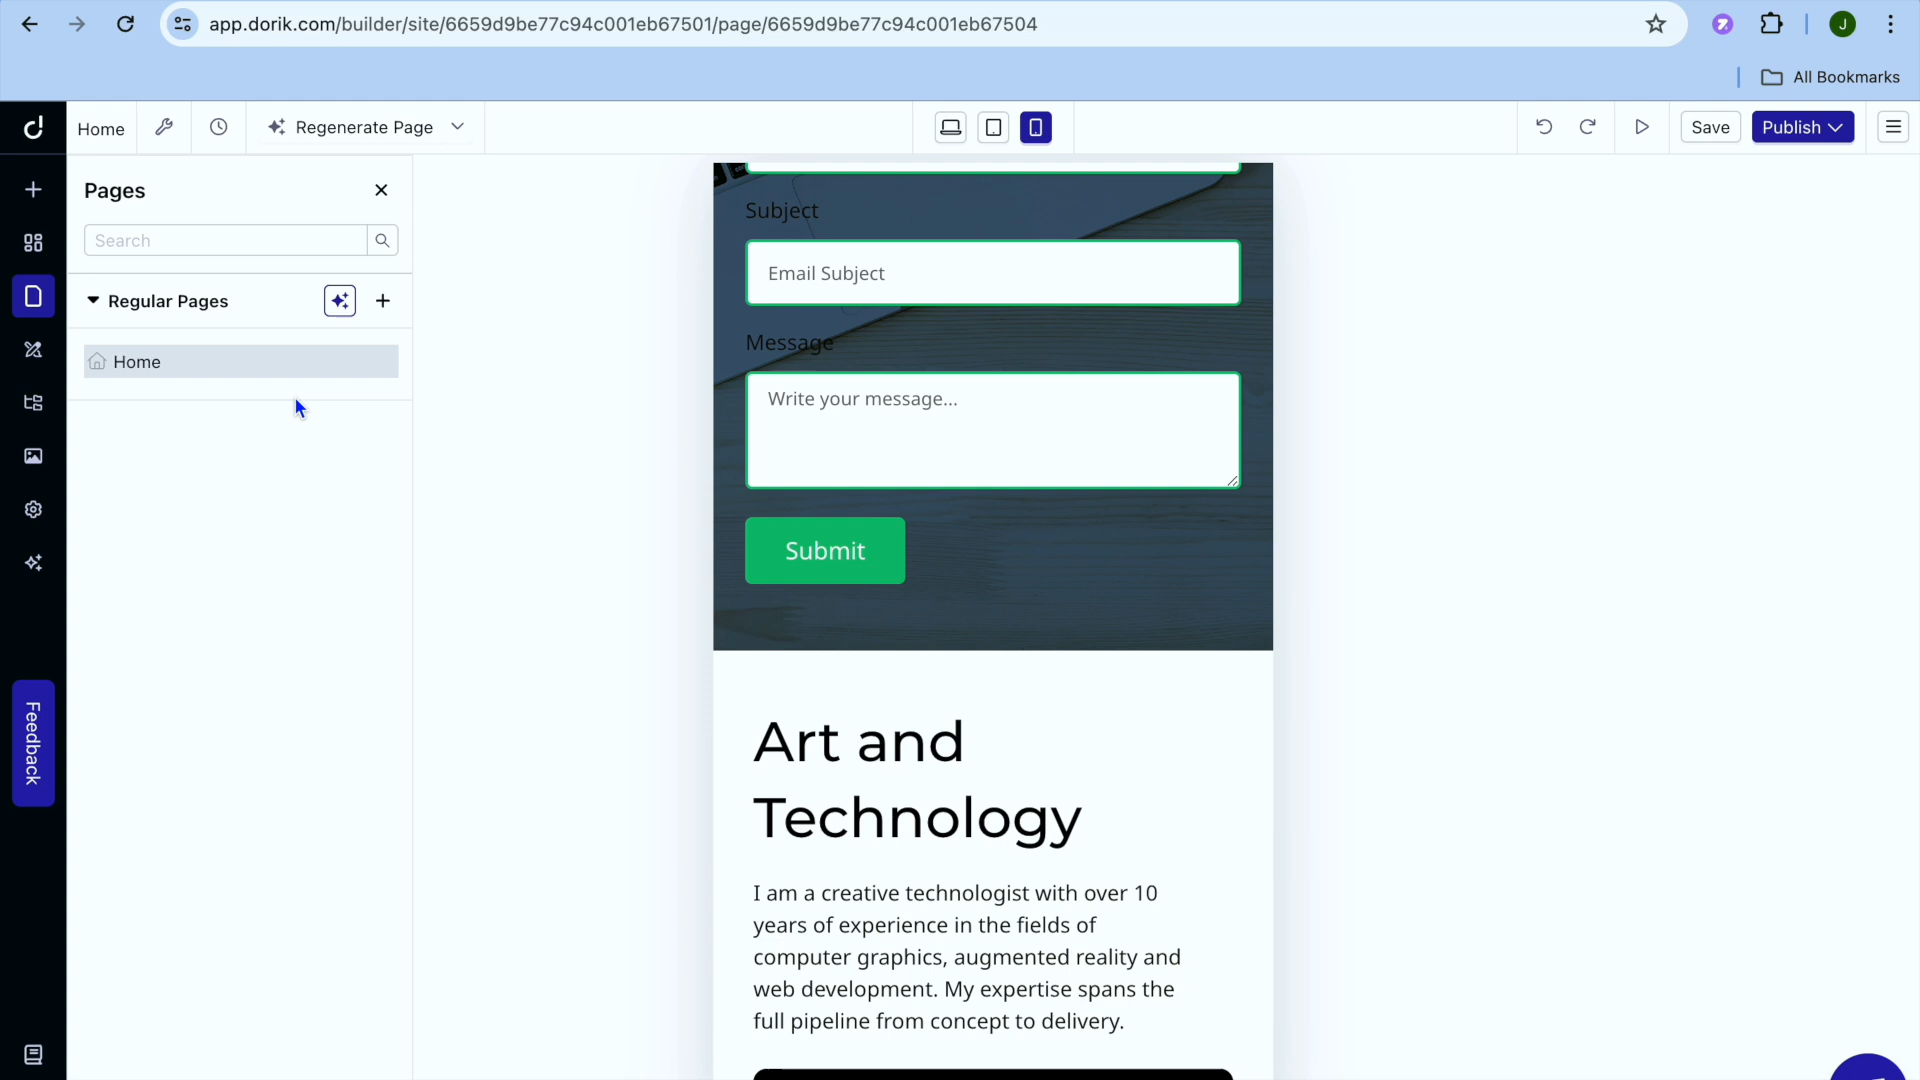 app.dorik.com/builder/site/6659d9be77c94c001eb67501/page/6659d9be77c94c001eb67504
J
All Bookmarks
Home
Regenerate Page
Save
Publish
Pages
Search
Regular Pages
Home
Feedback
Subject
Email Subject
Message
Write your message...
Submit
Art and
Technology
I am a creative technologist with over 10
years of experience in the fields of
computer graphics, augmented reality and
web development. My expertise spans the
full pipeline from concept to delivery.